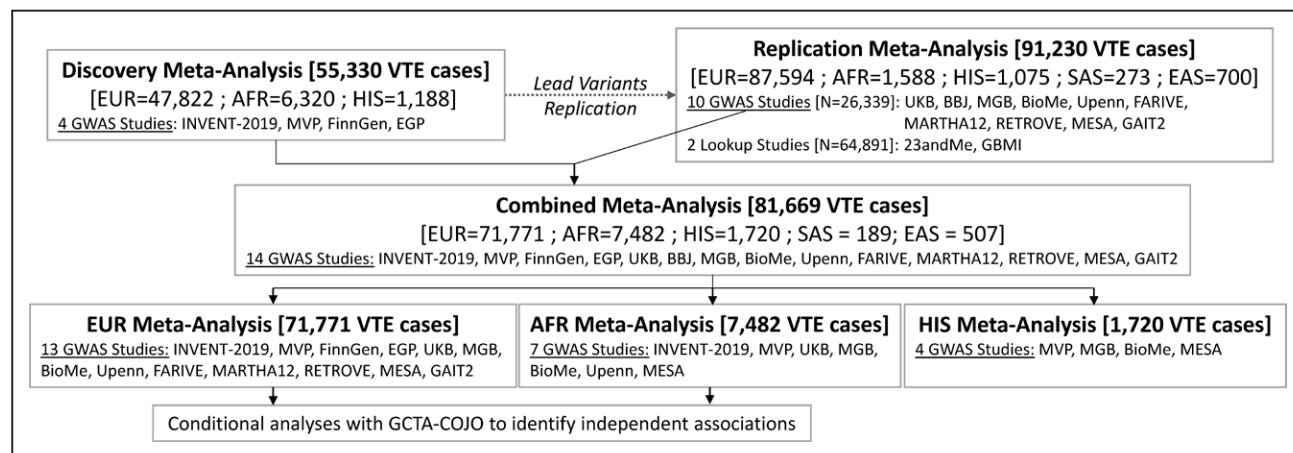 Discovery Meta-Analysis [55,330 VTE cases]
[EUR=47,822 ; AFR=6,320 ; HIS=1,188]
4 GWAS Studies: INVENT-2019, MVP, FinnGen, EGP
Lead Variants
Replication
Replication Meta-Analysis [91,230 VTE cases]
[EUR=87,594 ; AFR=1,588 ; HIS=1,075 ; SAS=273 ; EAS=700]
10 GWAS Studies [N=26,339]: UKB, BBJ, MGB, BioMe, Upenn, FARIVE,
MARTHA12, RETROVE, MESA, GAIT2
2 Lookup Studies [N=64,891]: 23andMe, GBMI
Combined Meta-Analysis [81,669 VTE cases]
[EUR=71,771 ; AFR=7,482 ; HIS=1,720 ; SAS = 189; EAS = 507]
14 GWAS Studies: INVENT-2019, MVP, FinnGen, EGP, UKB, BBJ, MGB, BioMe, Upenn, FARIVE, MARTHA12, RETROVE, MESA, GAIT2
EUR Meta-Analysis [71,771 VTE cases]
13 GWAS Studies: INVENT-2019, MVP, FinnGen, EGP, UKB, MGB,
BioMe, Upenn, FARIVE, MARTHA12, RETROVE, MESA, GAIT2
AFR Meta-Analysis [7,482 VTE cases]
7 GWAS Studies: INVENT-2019, MVP, UKB, MGB,
BioMe, Upenn, MESA
HIS Meta-Analysis [1,720 VTE cases]
4 GWAS Studies: MVP, MGB, BioMe, MESA
Conditional analyses with GCTA-COJO to identify independent associations